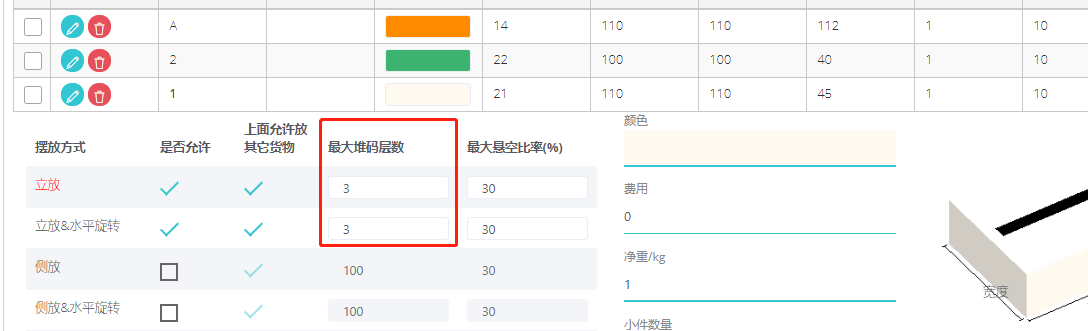 A 14 110 110 112 1 10
2 22 100 100 40 1 10
1 21 110 110 45 1 10
摆放方式 是否允许 上面允许放其它货物 最大堆码层数 最大悬空比率(%)
立放 3 30
立放&水平旋转 3 30
侧放 100 30
侧放&水平旋转 100 30
颜色
费用
0
净重/kg
1
小件数量
宽度